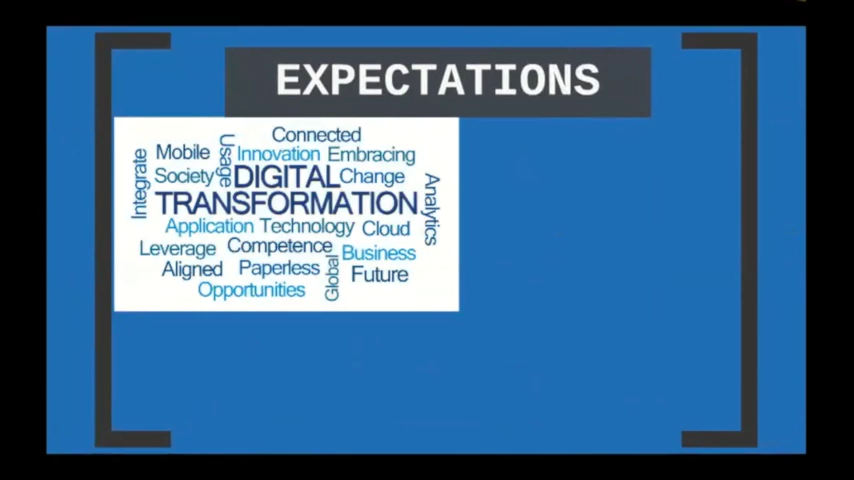 EXPECTATIONS
Connected
Mobile
Usage
Innovation Embracing
Integrate
Society
DIGITAL
Change
TRANSFORMATION
Analytics
Application Technology Cloud
Leverage Competence
Business
Aligned Paperless
Global
Future
Opportunities